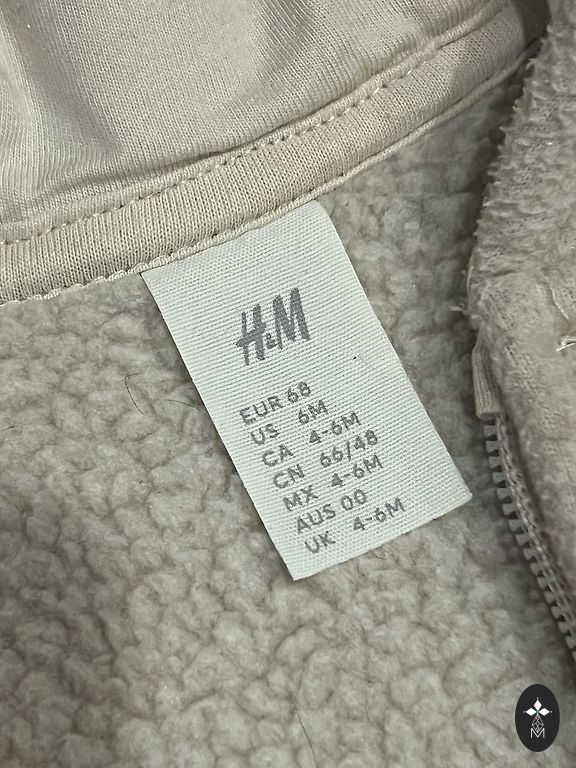 H&M
EUR 68
US 6M
CA 4-6M
CN 66/48
MX 4-6M
AUS 00
UK 4-6M
M